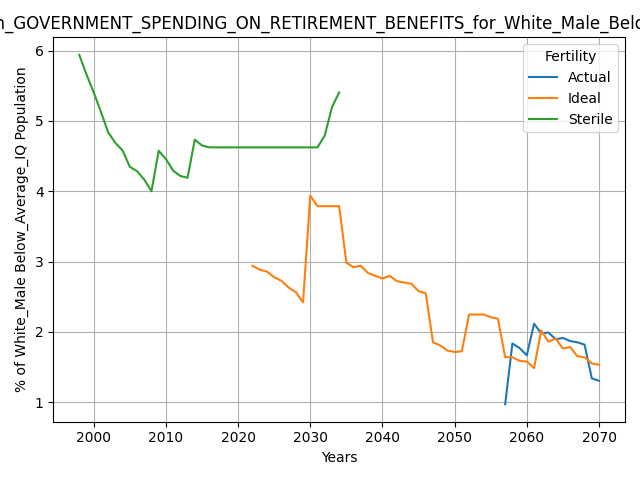 n_GOVERNMENT_SPENDING_ON_RETIREMENT_BENEFITS_for_White_Male_Belo
Fertility
Actual
Ideal
Sterile
% of White_Male Below_Average_IQ Population
6
5
4
3
2
1
2000 2010 2020 2030 2040 2050 2060 2070
Years